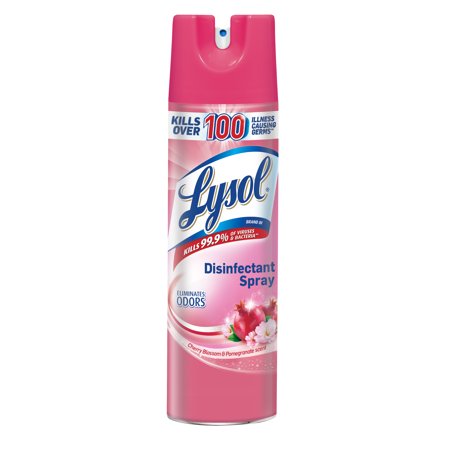 KILLS OVER 100 ILLNESS CAUSING GERMS**
Lysol®
BRAND III
KILLS 99.9% OF VIRUSES & BACTERIA**
Disinfectant
Spray
ELIMINATES
ODORS
Cherry Blossom & Pomegranate scent